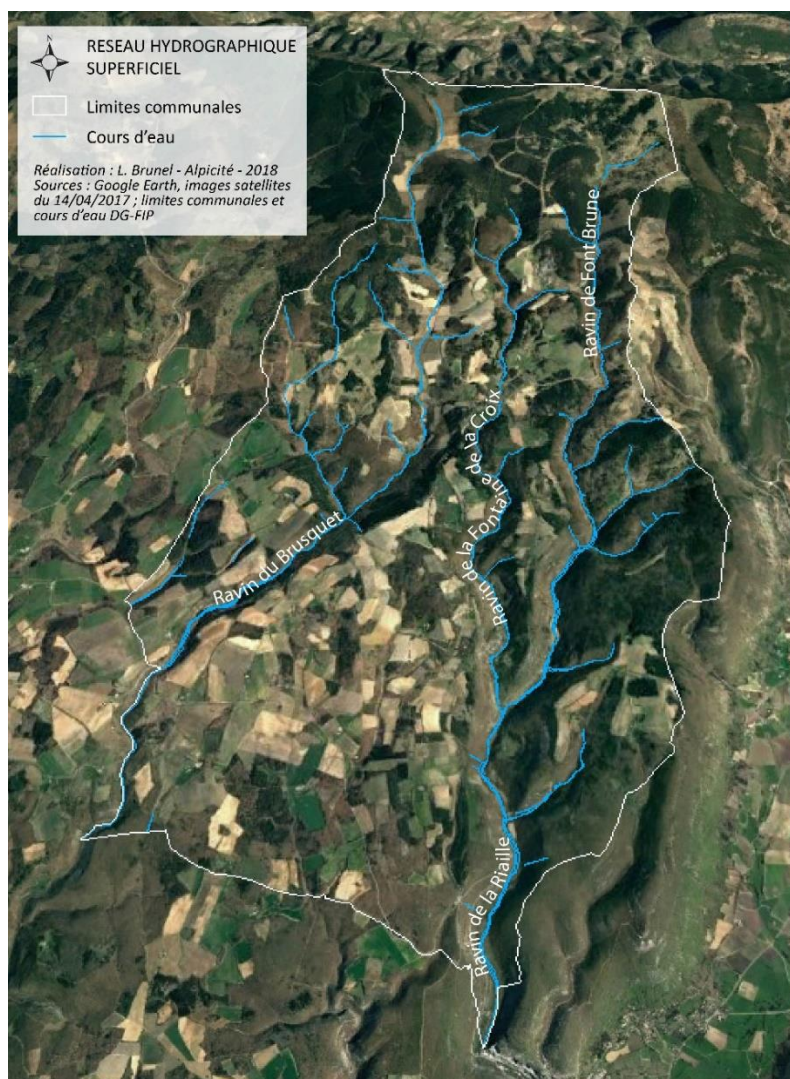 N
RESEAU HYDROGRAPHIQUE
SUPERFICIEL
Limites communales
Cours d'eau
Réalisation : L. Brunel - Alpicité - 2018
Sources : Google Earth, images satellites
du 14/04/2017 ; limites communales et
cours d'eau DG-FIP
Ravin de Font Brune
Ravin de la Fontaine de la Croix
Ravin du Brusquet
Ravin de la Riaille